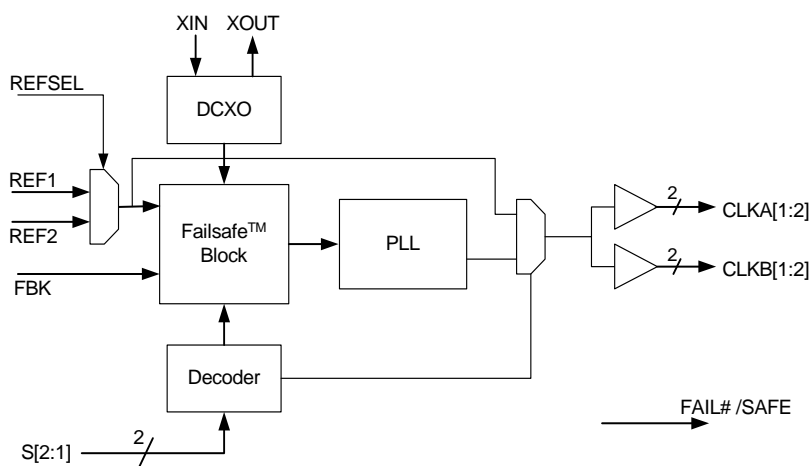 XIN XOUT
REFSEL
DCXO
REF1
REF2
Failsafe™
Block
PLL
2
CLKA[1:2]
2
CLKB[1:2]
FBK
Decoder
FAIL# /SAFE
2
S[2:1]